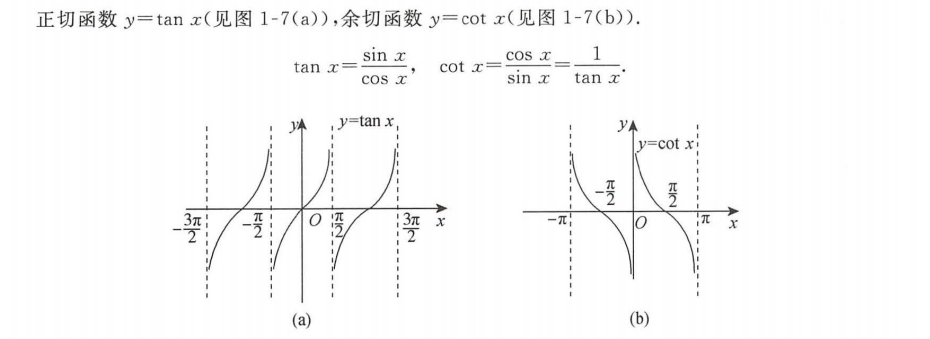 正切函数 y=tan x(见图 1-7(a)),余切函数 y=cot x(见图 1-7(b)).
tan x=sin x/cos x, cot x=cos x/sin x=1/tan x.
y y=tan x
-3π/2 -π/2 O π/2 3π/2 x
(a)
y
y=cot x
-π/2 π/2
-π O π x
(b)